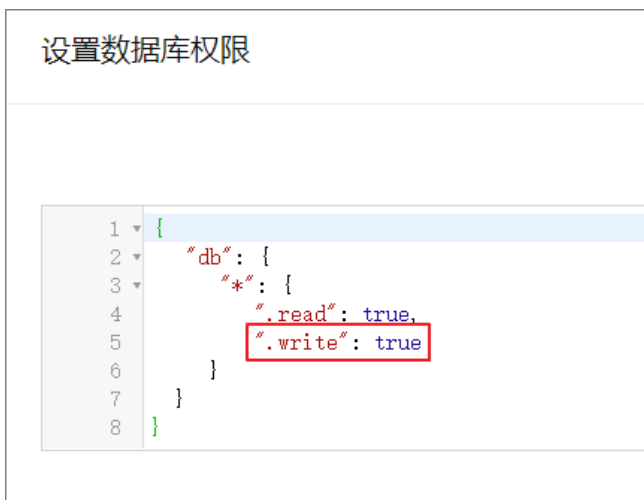 设置数据库权限
1 {
2 "db": {
3 "*": {
4 ".read": true,
5 ".write": true
6 }
7 }
8 }